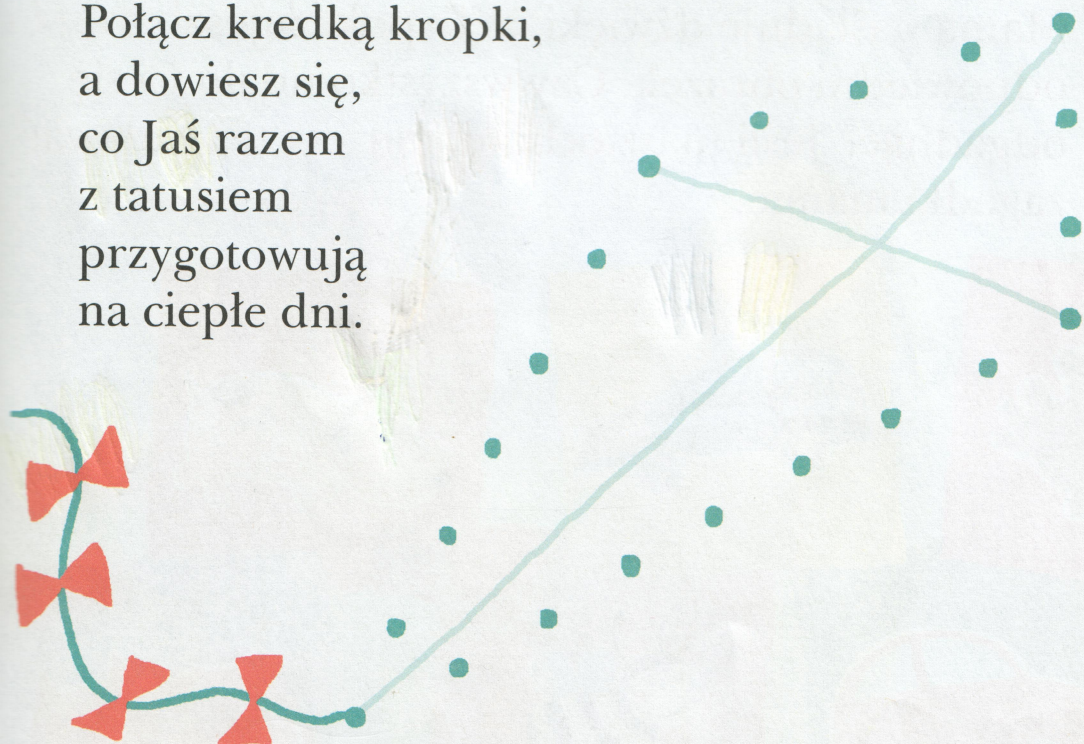 Połącz kredką kropki,
a dowiesz się,
co Jaś razem
z tatusiem
przygotowują
na ciepłe dni.